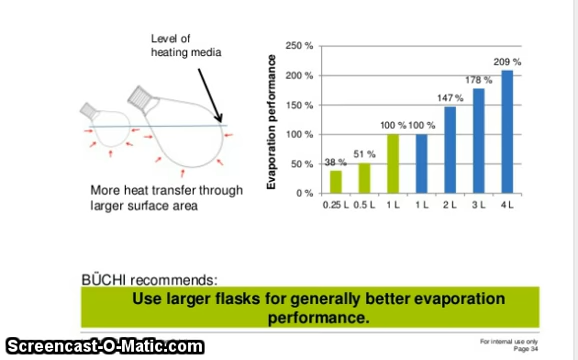 Level of
heating media
More heat transfer through
larger surface area
Evaporation performance
250 %
200 %
150 %
100 %
50 %
0 %
38 %
51 %
100 %
100 %
147 %
178 %
209 %
0.25 L
0.5 L
1 L
1 L
2 L
3 L
4 L
BÜCHI recommends:
Use larger flasks for generally better evaporation
performance.
For internal use only
Page 34
Screencast-O-Matic.com